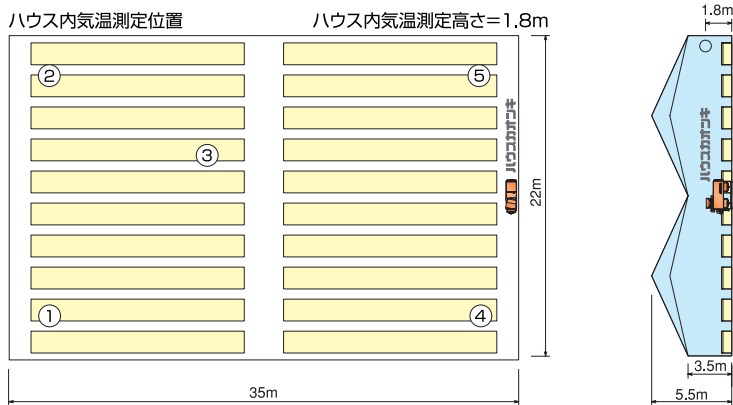 ハウス内気温測定位置
ハウス内気温測定高さ=1.8m
1.8m
②
⑤
ハウスカオンキ
ハウスカオンキ
③
22m
①
④
3.5m
35m
5.5m